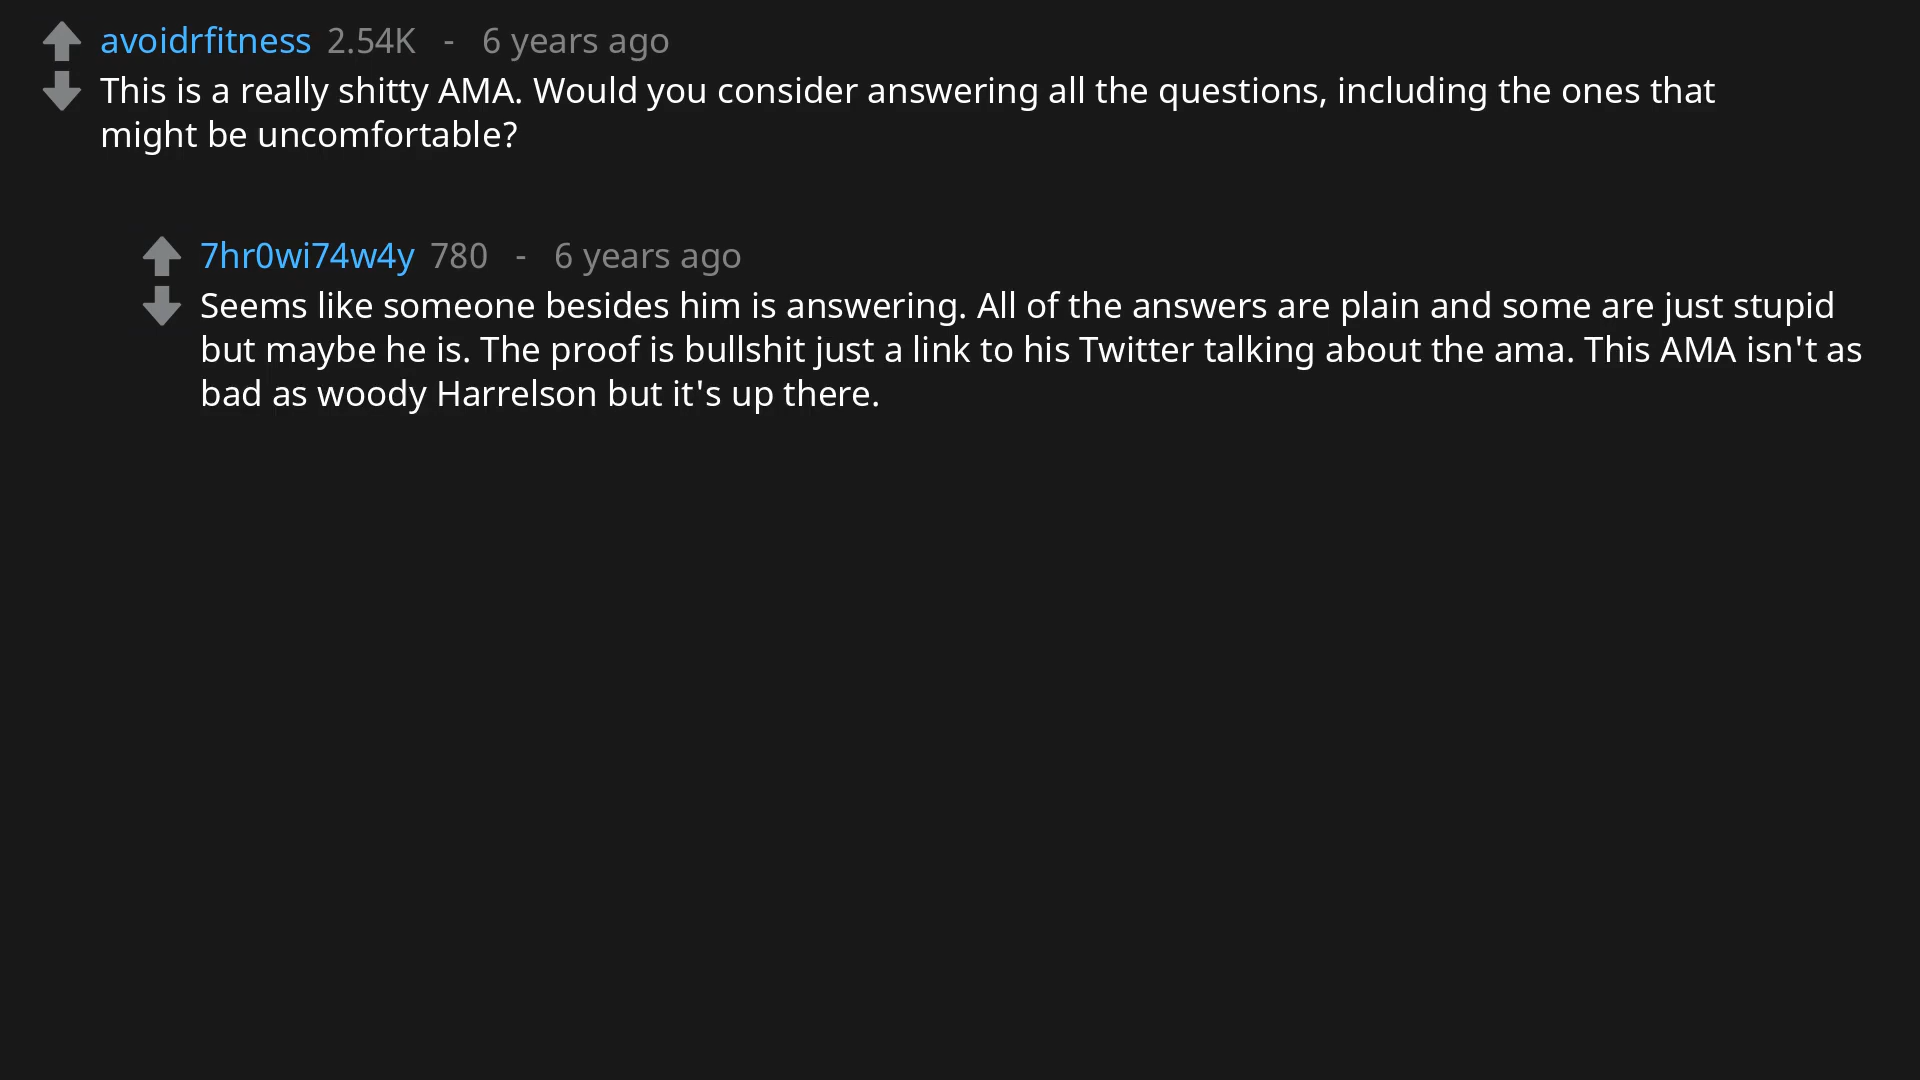 avoidrfitness 2.54K - 6 years ago
This is a really shitty AMA. Would you consider answering all the questions, including the ones that
might be uncomfortable?
7hr0wi74w4y 780 - 6 years ago
Seems like someone besides him is answering. All of the answers are plain and some are just stupid
but maybe he is. The proof is bullshit just a link to his Twitter talking about the ama. This AMA isn't as
bad as woody Harrelson but it's up there.